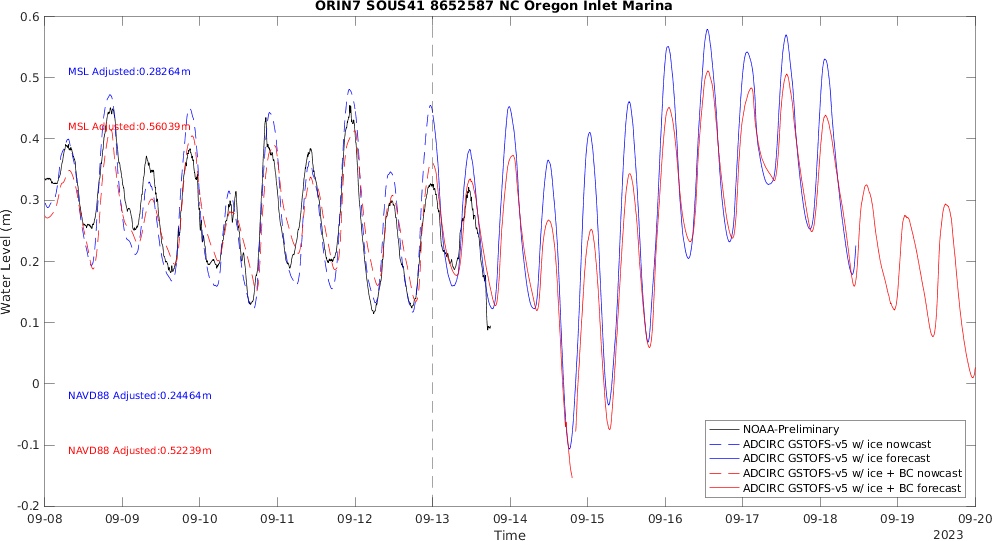 ORIN7 SOUS41 8652587 NC Oregon Inlet Marina
0.6
0.5
0.4
0.3
0.2
0.1
0
-0.1
-0.2
Water Level (m)
MSL Adjusted:0.28264m
MSL Adjusted:0.56039m
NAVD88 Adjusted:0.24464m
NAVD88 Adjusted:0.52239m
NOAA-Preliminary
ADCIRC GSTOFS-v5 w/ ice nowcast
ADCIRC GSTOFS-v5 w/ ice forecast
ADCIRC GSTOFS-v5 w/ ice + BC nowcast
ADCIRC GSTOFS-v5 w/ ice + BC forecast
09-08 09-09 09-10 09-11 09-12 09-13 09-14 09-15 09-16 09-17 09-18 09-19 09-20
Time
2023